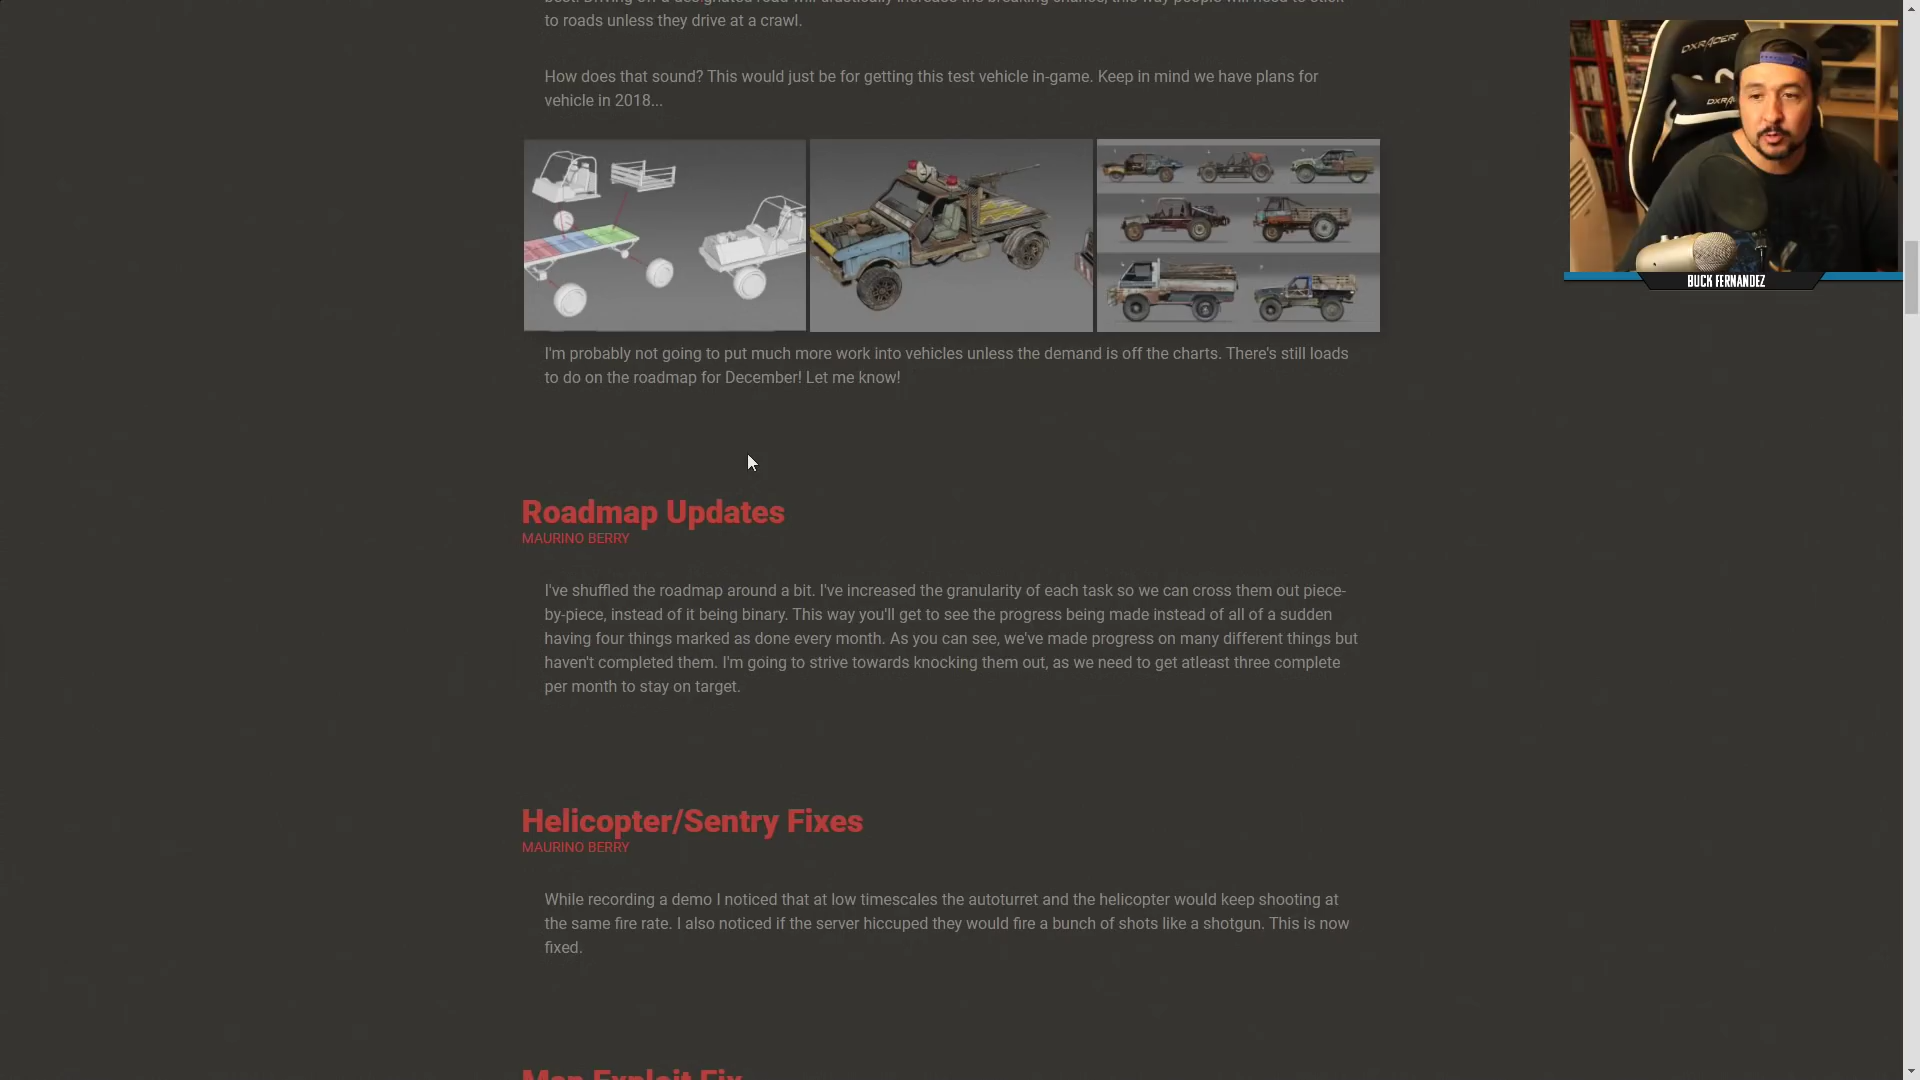 to roads unless they drive at a crawl.
How does that sound? This would just be for getting this test vehicle in-game. Keep in mind we have plans for
vehicle in 2018...
DXRACER
DXR
BUCK FERNANDEZ
I'm probably not going to put much more work into vehicles unless the demand is off the charts. There's still loads
to do on the roadmap for December! Let me know!
Roadmap Updates
MAURINO BERRY
I've shuffled the roadmap around a bit. I've increased the granularity of each task so we can cross them out piece-
by-piece, instead of it being binary. This way you'll get to see the progress being made instead of all of a sudden
having four things marked as done every month. As you can see, we've made progress on many different things but
haven't completed them. I'm going to strive towards knocking them out, as we need to get atleast three complete
per month to stay on target.
Helicopter/Sentry Fixes
MAURINO BERRY
While recording a demo I noticed that at low timescales the autoturret and the helicopter would keep shooting at
the same fire rate. I also noticed if the server hiccuped they would fire a bunch of shots like a shotgun. This is now
fixed.
Map Exploit Fix